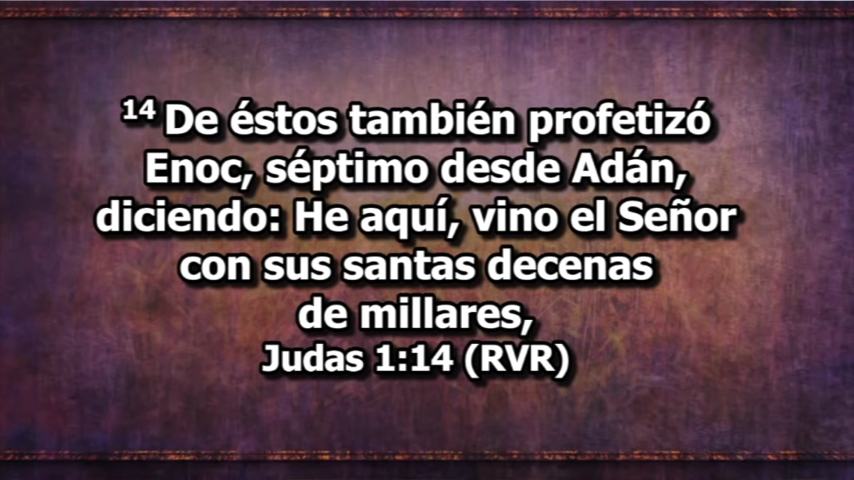 14 De éstos también profetizó
Enoc, séptimo desde Adán,
diciendo: He aquí, vino el Señor
con sus santas decenas
de millares,
Judas 1:14 (RVR)